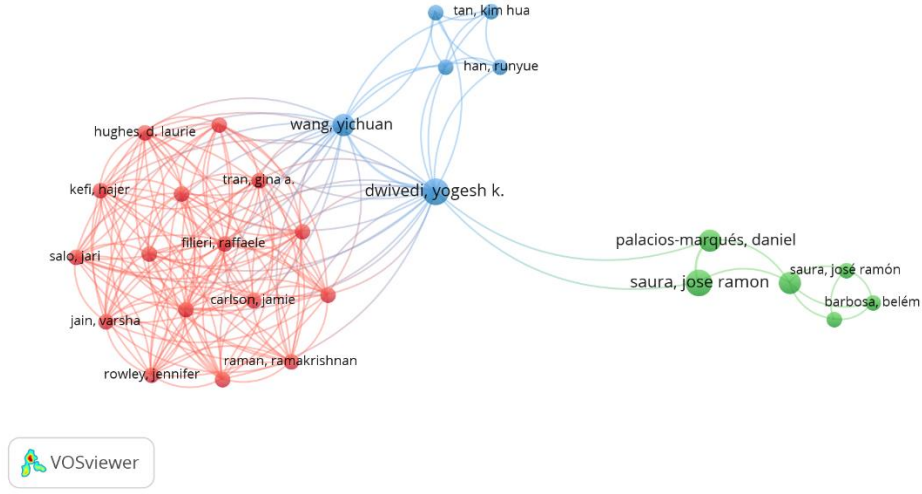 tan, kim hua
han, runyue
wang, yichuan
hughes, d. laurie
tran, gina a.
kefi, hajer
dwivedi, yogesh k.
filieri, raffaele
palacios-marqués, daniel
salo, jari
saura, josé ramón
saura, jose ramon
carlson, jamie
barbosa, belém
jain, varsha
raman, ramakrishnan
rowley, jennifer
VOSviewer